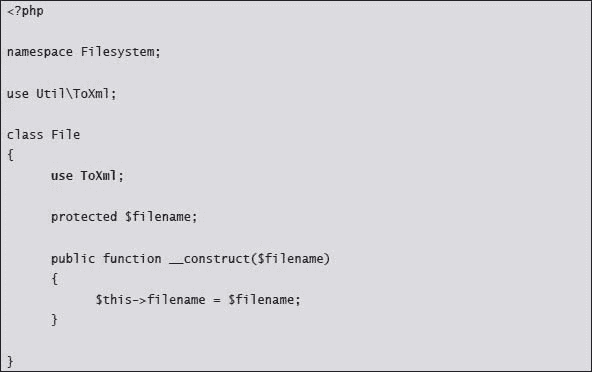 <?php
namespace Filesystem;
use Util\ToXml;
class File
{
use ToXml;
protected $filename;
public function __construct($filename)
{
$this->filename = $filename;
}
}